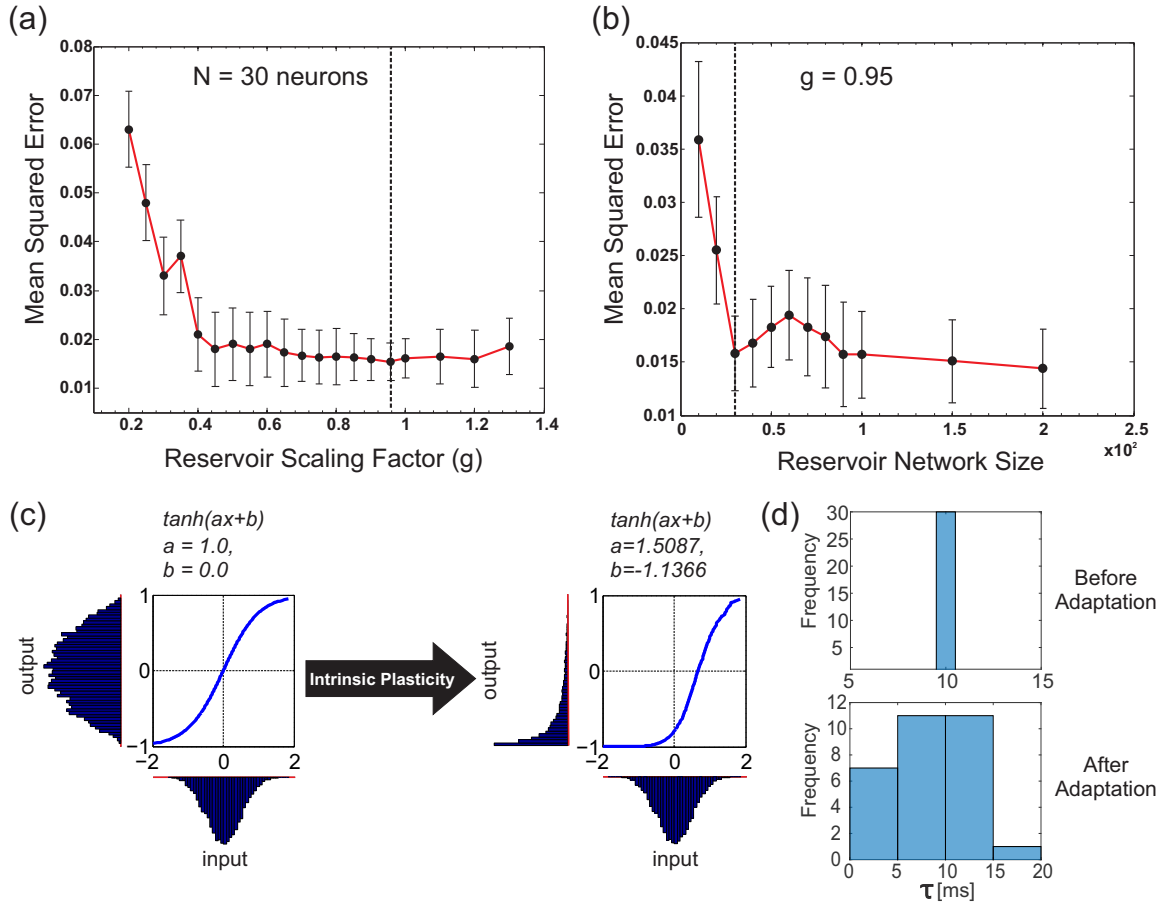 (a)
N = 30 neurons
Mean Squared Error
0.08
0.07
0.06
0.05
0.04
0.03
0.02
0.01
0.2 0.4 0.6 0.8 1 1.2 1.4
Reservoir Scaling Factor (g)
(b)
g = 0.95
Mean Squared Error
0.045
0.04
0.035
0.03
0.025
0.02
0.015
0.01
0 0.5 1 1.5 2 2.5
x10²
Reservoir Network Size
(c)
tanh(ax+b)
a = 1.0,
b = 0.0
output
1
0
−1
−2 0 2
input
Intrinsic Plasticity
tanh(ax+b)
a=1.5087,
b=-1.1366
output
1
0
−1
−2 0 2
input
(d)
Frequency
30
25
20
15
10
5
5 10 15
Before
Adaptation
Frequency
12
10
8
6
4
2
0
0 5 10 15 20
τ [ms]
After
Adaptation